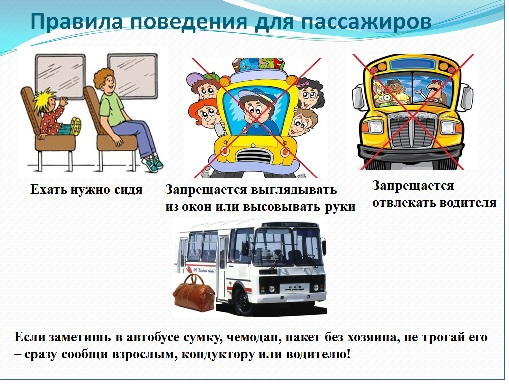 Правила поведения для пассажиров
Ехать нужно сидя
Запрещается выглядывать
из окон или высовывать руки
Запрещается
отвлекать водителя
Если заметишь в автобусе сумку, чемодан, пакет без хозяина, не трогай его
– сразу сообщи взрослым, кондуктору или водителю!